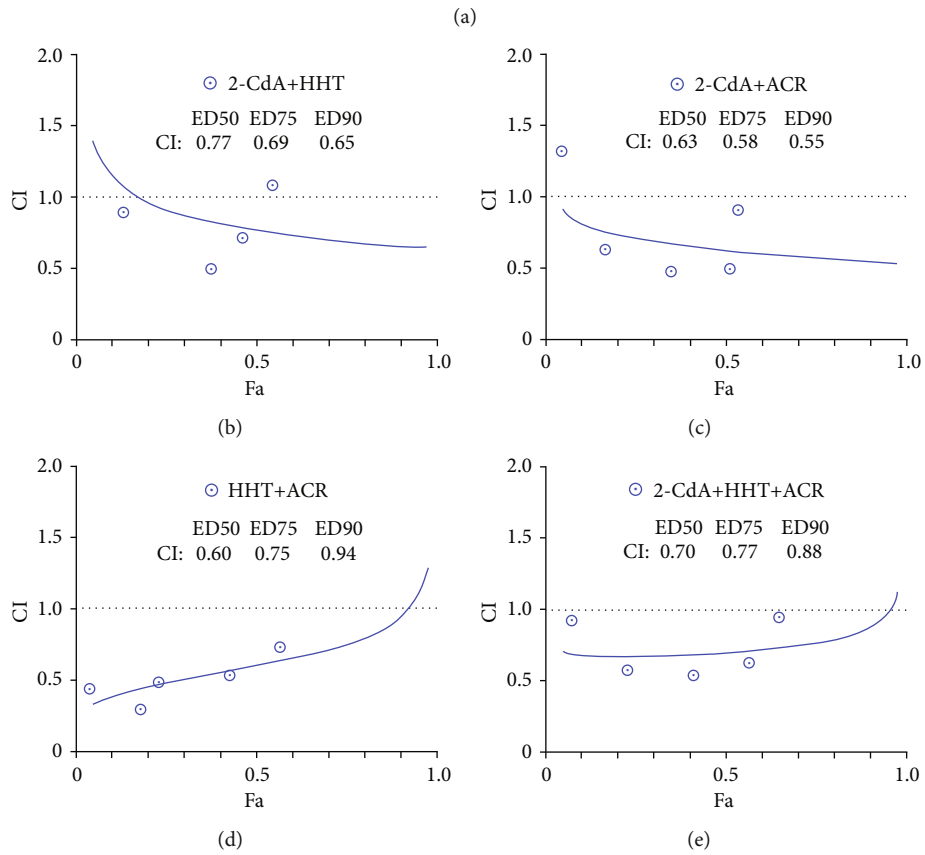 (a)
2-CdA+HHT
ED50 ED75 ED90
CI: 0.77 0.69 0.65
2.0
1.5
1.0
0.5
0
CI
0 0.5 1.0
Fa
(b)
2-CdA+ACR
ED50 ED75 ED90
CI: 0.63 0.58 0.55
2.0
1.5
1.0
0.5
0
CI
0 0.5 1.0
Fa
(c)
HHT+ACR
ED50 ED75 ED90
CI: 0.60 0.75 0.94
2.0
1.5
1.0
0.5
0
CI
0 0.5 1.0
Fa
(d)
2-CdA+HHT+ACR
ED50 ED75 ED90
CI: 0.70 0.77 0.88
2.0
1.5
1.0
0.5
0
CI
0 0.5 1.0
Fa
(e)